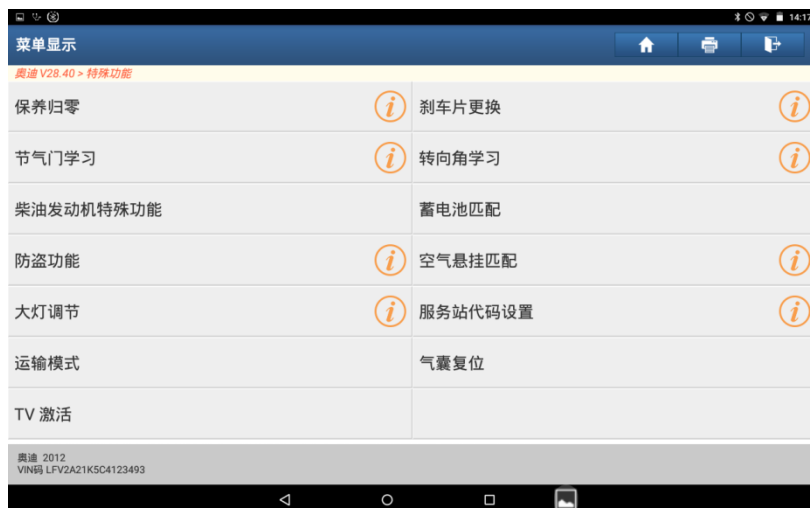 14:17
菜单显示
奥迪 V28.40 > 特殊功能
保养归零
刹车片更换
节气门学习
转向角学习
柴油发动机特殊功能
蓄电池匹配
防盗功能
空气悬挂匹配
大灯调节
服务站代码设置
运输模式
气囊复位
TV 激活
奥迪 2012
VIN码 LFV2A21K5C4123493